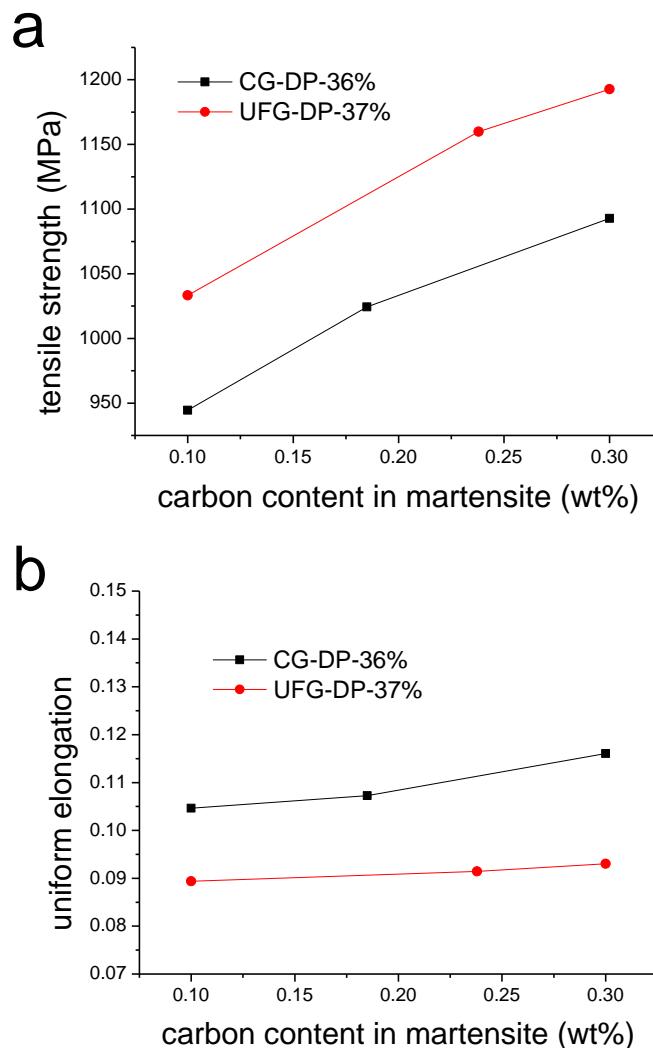 a
CG-DP-36%
UFG-DP-37%
1200
1150
1100
1050
1000
950
tensile strength (MPa)
0.10 0.15 0.20 0.25 0.30
carbon content in martensite (wt%)
b
0.15
0.14
0.13
0.12
0.11
0.10
0.09
0.08
0.07
CG-DP-36%
UFG-DP-37%
uniform elongation
0.10 0.15 0.20 0.25 0.30
carbon content in martensite (wt%)